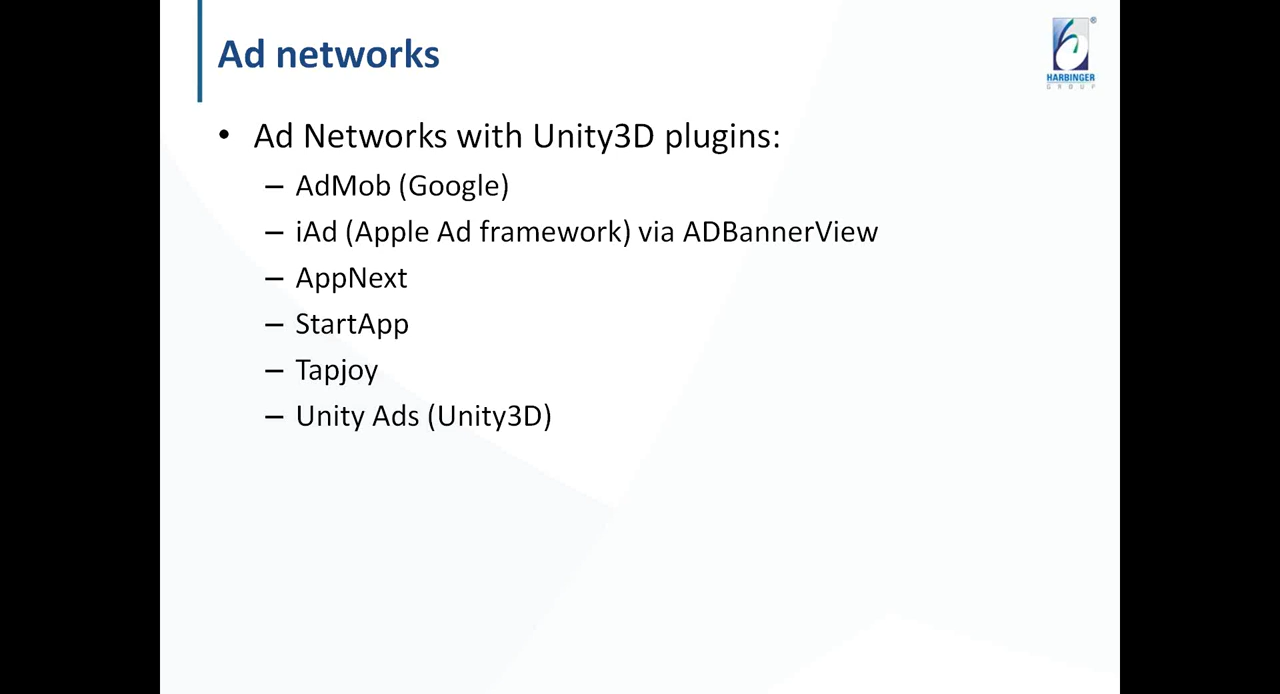 Ad networks
HARBINGER
GROUP
• Ad Networks with Unity3D plugins:
– AdMob (Google)
– iAd (Apple Ad framework) via ADBannerView
– AppNext
– StartApp
– Tapjoy
– Unity Ads (Unity3D)